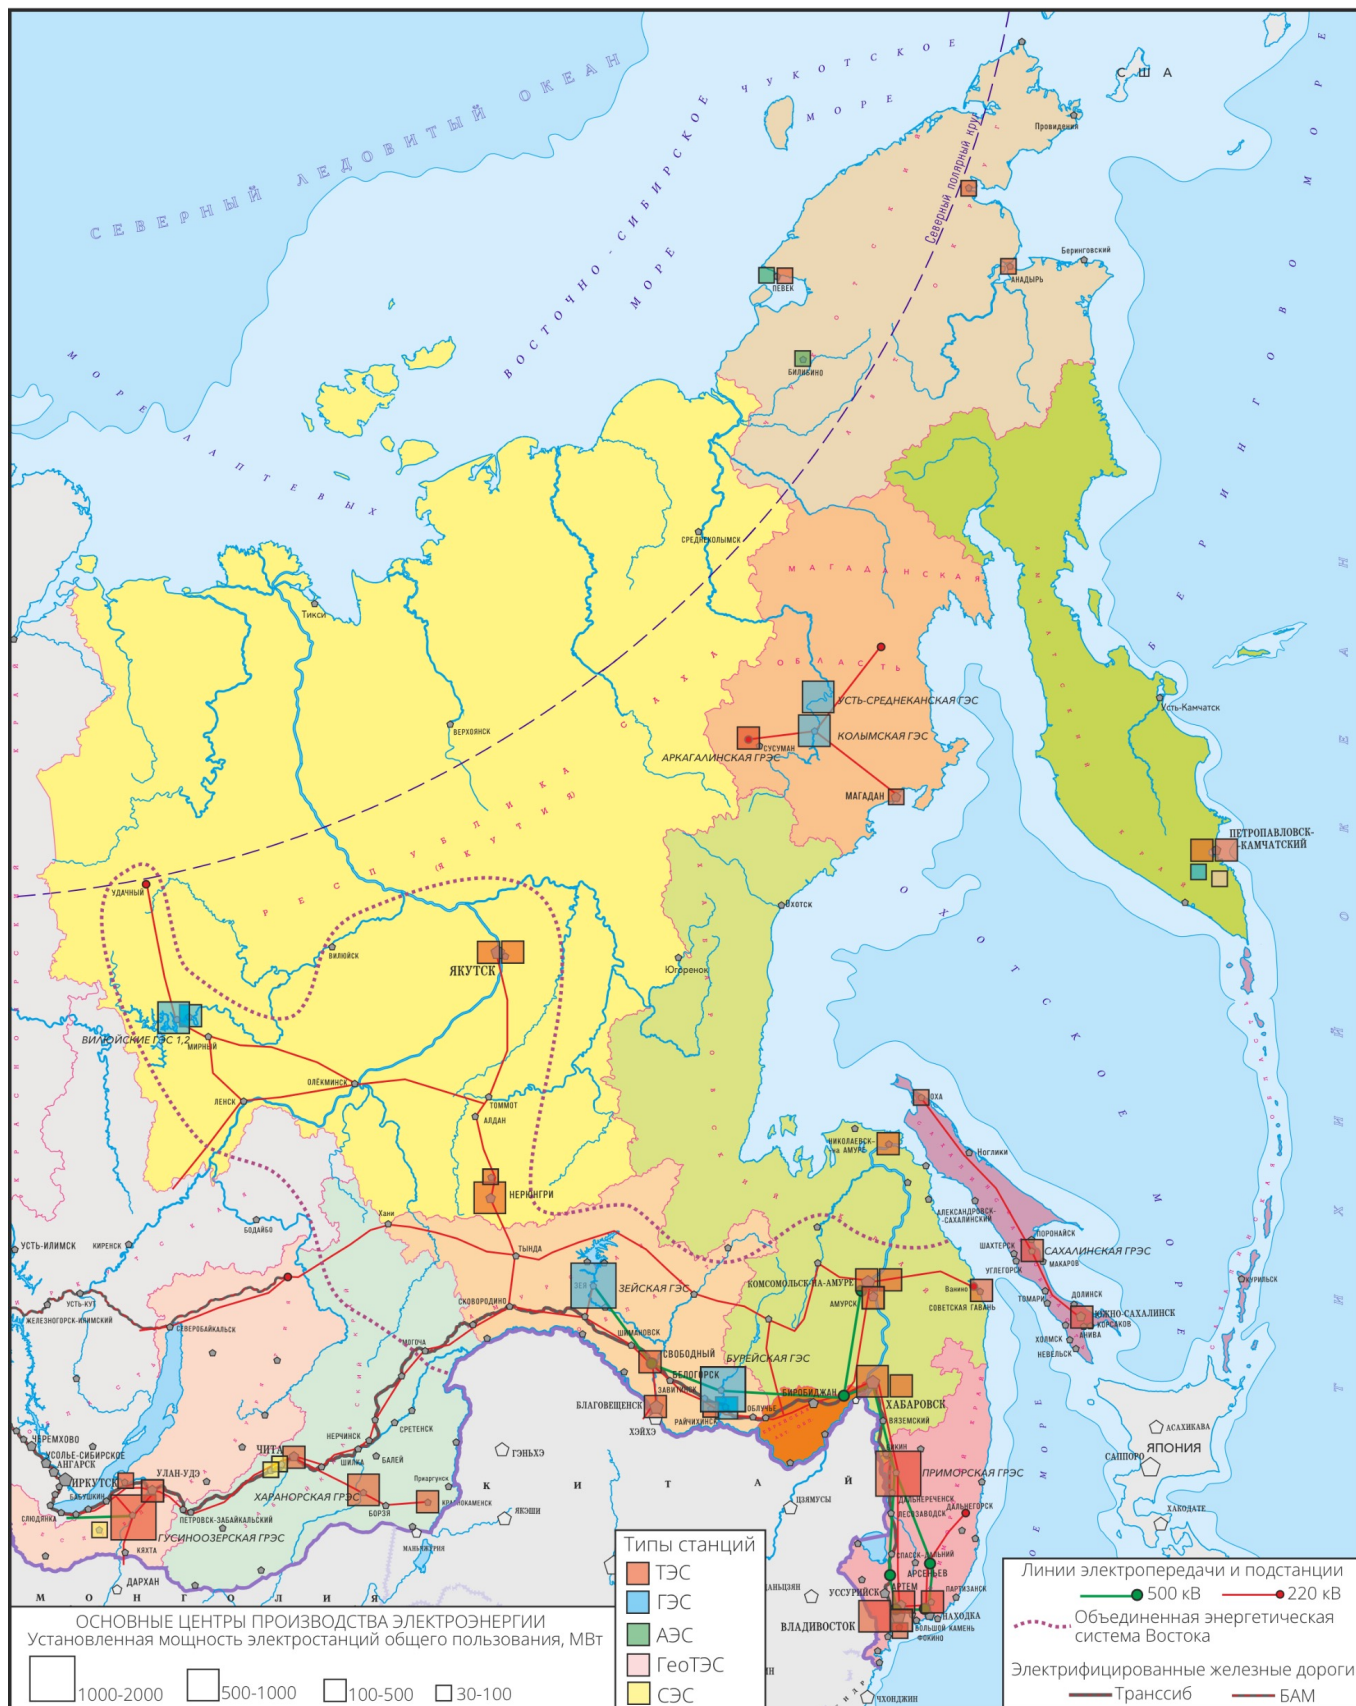 СЕВЕРНЫЙ ЛЕДОВИТЫЙ ОКЕАН
ЧУКОТСКОЕ
МОРЕ
США
Провидения
Северный полярный круг
ВОСТОЧНО-СИБИРСКОЕ
МОРЕ
БЕРИНГОВО МОРЕ
Беринговский
АНАДЫРЬ
ПЕВЕК
БИЛИБИНО
МОРЕ ЛАПТЕВЫХ
СРЕДНЕКОЛЫМСК
Тикси
МАГАДАНСКАЯ
ОБЛАСТЬ
УСТЬ-СРЕДНЕКАНСКАЯ ГЭС
КОЛЫМСКАЯ ГЭС
СУСУМАН
АРКАГАЛИНСКАЯ ГРЭС
МАГАДАН
Усть-Камчатск
ПЕТРОПАВЛОВСК-
-КАМЧАТСКИЙ
ВЕРХОЯНСК
РЕСПУБЛИКА САХА
(ЯКУТИЯ)
УДАЧНЫЙ
ВИЛЮЙСК
ЯКУТСК
Охотск
Югоренок
ОХОТСКОЕ МОРЕ
ВИЛЮЙСКИЕ ГЭС 1,2
МИРНЫЙ
ОЛЁКМИНСК
ЛЕНСК
ТОММОТ
АЛДАН
НЕРЮНГРИ
ОХА
Ноглики
НИКОЛАЕВСК-
-на АМУРЕ
АЛЕКСАНДРОВСК-
-САХАЛИНСКИЙ
ПОРОНАЙСК
ШАХТЕРСК
САХАЛИНСКАЯ ГРЭС
УГЛЕГОРСК
МАКАРОВ
ТОМАРИ
ДОЛИНСК
ЮЖНО-САХАЛИНСК
КОРСАКОВ
АНИВА
ХОЛМСК
НЕВЕЛЬСК
КУРИЛЬСК
Хани
БОДАЙБО
УСТЬ-ИЛИМСК
КИРЕНСК
ТЫНДА
УСТЬ-КУТ
ЖЕЛЕЗНОГОРСК-ИЛИМСКИЙ
СЕВЕРОБАЙКАЛЬСК
СКОВОРОДИНО
МОГОЧА
ЗЕЯ
ЗЕЙСКАЯ ГЭС
ШИМАНОВСК
СВОБОДНЫЙ
БЕЛОГОРСК
ЗАВИТИНСК
БУРЕЙСКАЯ ГЭС
БЛАГОВЕЩЕНСК
РАЙЧИХИНСК
ОБЛУЧЬЕ
БИРОБИДЖАН
ХЭЙХЭ
КОМСОМОЛЬСК-НА-АМУРЕ
АМУРСК
Ванино
СОВЕТСКАЯ ГАВАНЬ
ХАБАРОВСК
ВЯЗЕМСКИЙ
БИКИН
ПРИМОРСКАЯ ГРЭС
ДАЛЬНЕРЕЧЕНСК
ДАЛЬНЕГОРСК
ЛЕСОЗАВОДСК
СПАССК-ДАЛЬНИЙ
АРСЕНЬЕВ
УССУРИЙСК
АРТЕМ
ПАРТИЗАНСК
НАХОДКА
ВЛАДИВОСТОК
БОЛЬШОЙ КАМЕНЬ
ФОКИНО
ЧЕРЕМХОВО
УСОЛЬЕ-СИБИРСКОЕ
АНГАРСК
ИРКУТСК
БАБУШКИН
СЛЮДЯНКА
УЛАН-УДЭ
ГУСИНООЗЕРСКАЯ ГРЭС
КЯХТА
ПЕТРОВСК-ЗАБАЙКАЛЬСКИЙ
ЧИТА
ХАРАНОРСКАЯ ГРЭС
НЕРЧИНСК
СРЕТЕНСК
ШИЛКА
БАЛЕЙ
БОРЗЯ
Приаргунск
КРАСНОКАМЕНСК
МАНЬЧЖУРИЯ
ДАРХАН
МОНГОЛИЯ
ГЭНЬХЭ
ЯКЭШИ
КИТАЙ
ЦЗЯМУСЫ
ЧХОНДЖИН
АСАХИКАВА
ЯПОНИЯ
САППОРО
ХАКОДАТЕ
ОСНОВНЫЕ ЦЕНТРЫ ПРОИЗВОДСТВА ЭЛЕКТРОЭНЕРГИИ
Установленная мощность электростанций общего пользования, МВт
1000-2000
500-1000
100-500
30-100
Типы станций
ТЭС
ГЭС
АЭС
ГеоТЭС
СЭС
Линии электропередачи и подстанции
500 кВ
220 кВ
Объединенная энергетическая
система Востока
Электрифицированные железные дороги
Транссиб
БАМ